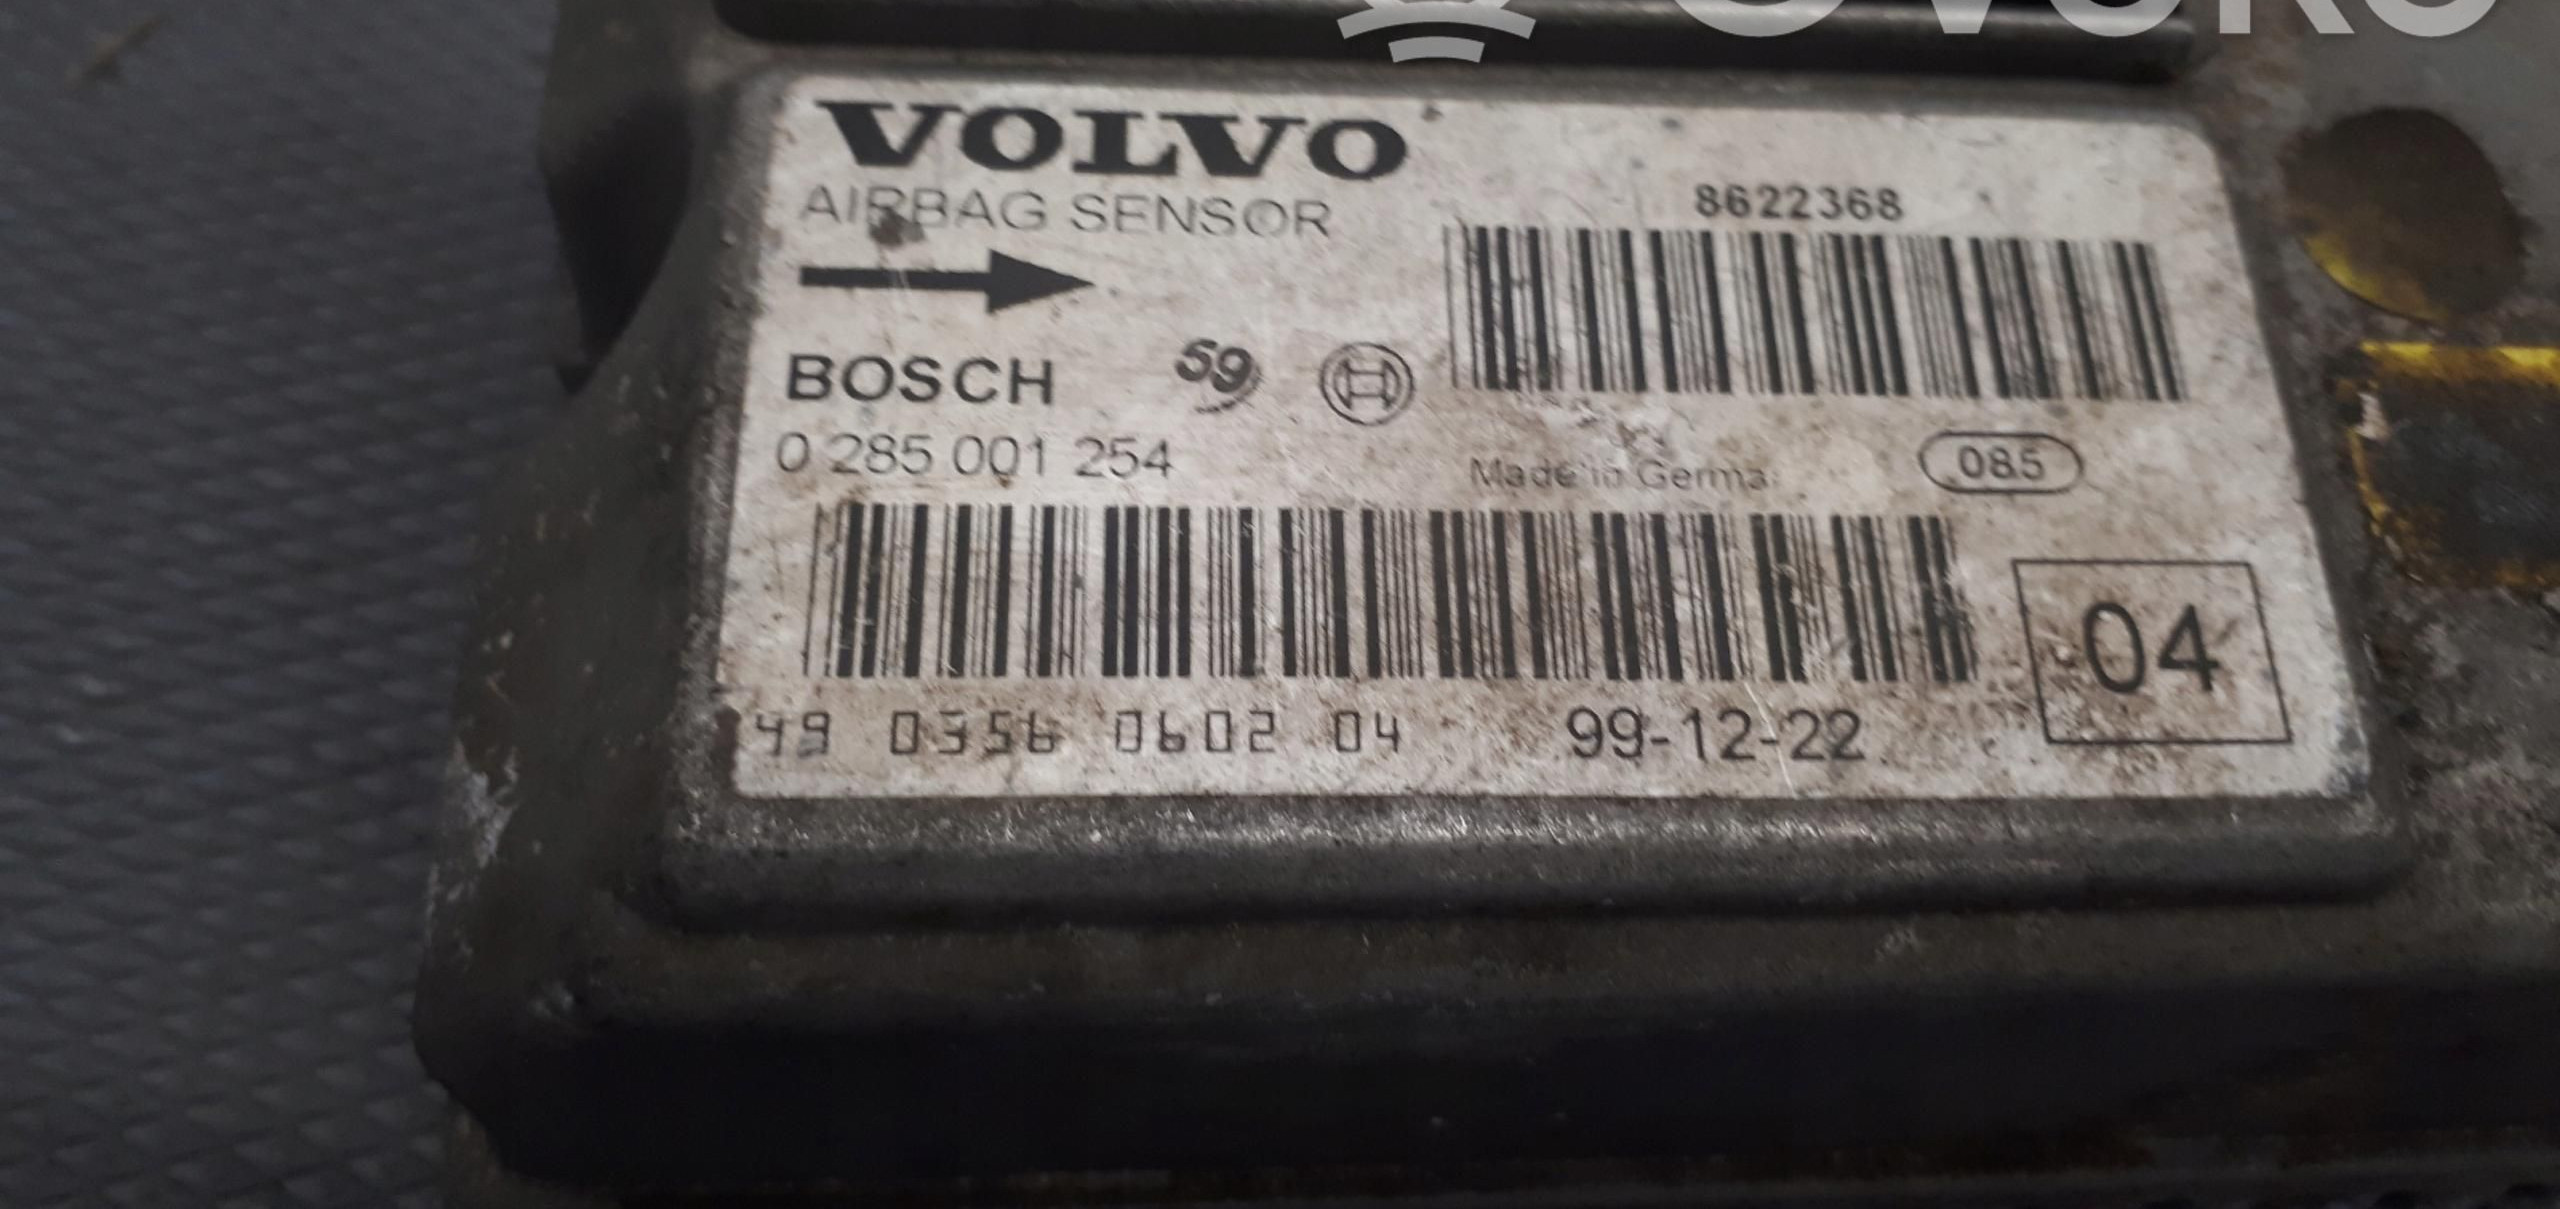 VOLVO
AIRBAG SENSOR
8622368
BOSCH 59
0 285 001 254
Made in Germa
085
04
49 0356 0602 04 99-12-22